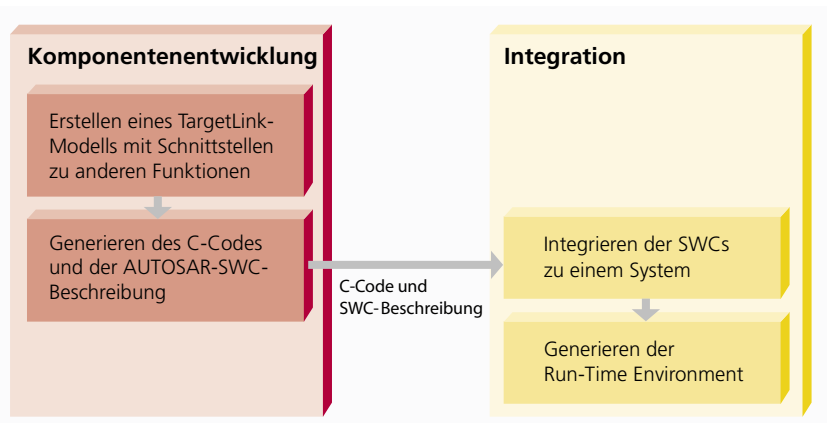 Komponentenentwicklung
Erstellen eines TargetLink-
Modells mit Schnittstellen
zu anderen Funktionen
Generieren des C-Codes
und der AUTOSAR-SWC-
Beschreibung
C-Code und
SWC-Beschreibung
Integration
Integrieren der SWCs
zu einem System
Generieren der
Run-Time Environment